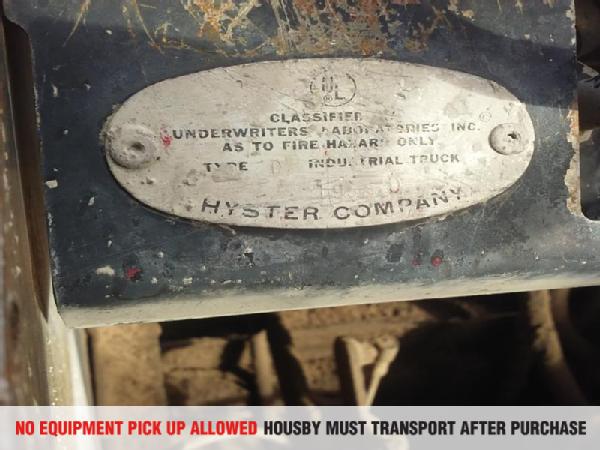 UL
®
CLASSIFIED
UNDERWRITERS LABORATORIES INC.®
AS TO FIRE HAZARD ONLY
TYPE D INDUSTRIAL TRUCK
HYSTER COMPANY
NO EQUIPMENT PICK UP ALLOWED HOUSBY MUST TRANSPORT AFTER PURCHASE